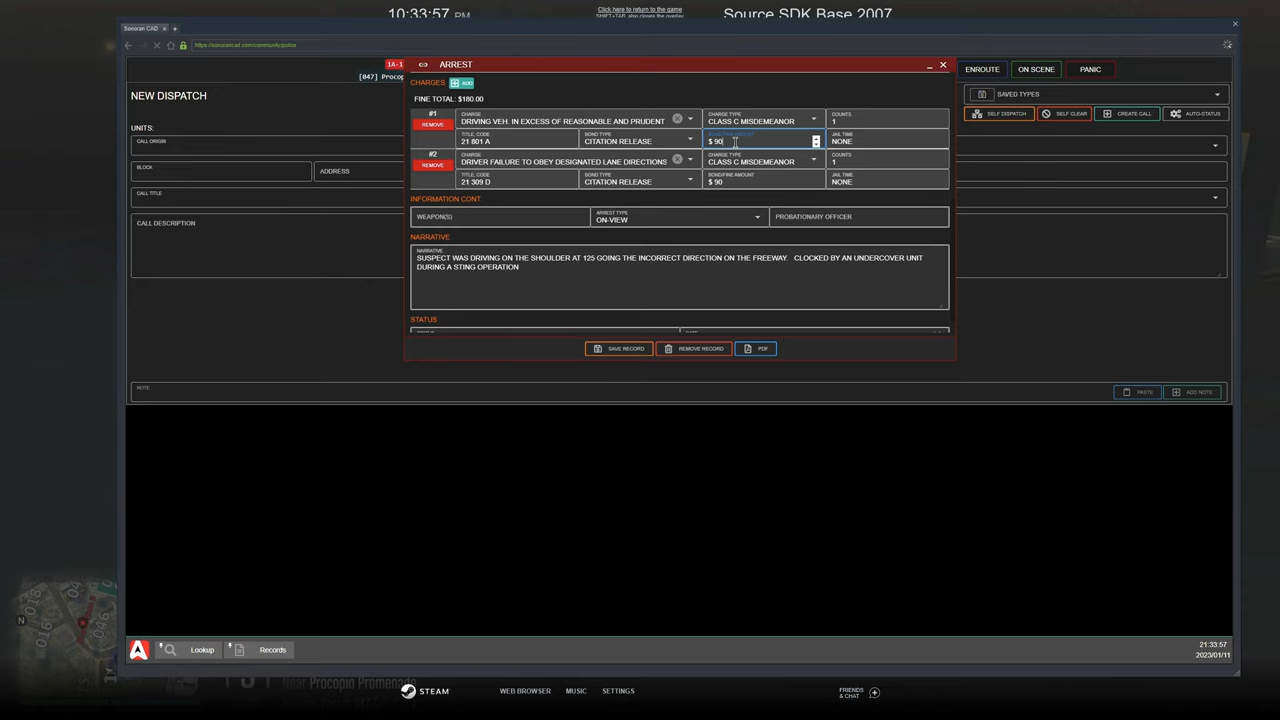 10:33:57 PM
Click here to return to the game
SHIFT+TAB also closes the overlay
Source SDK Base 2007
Sonoran CAD
https://sonorancad.com/community/police
1A-1
[047] Procop
NEW DISPATCH
UNITS:
CALL ORIGIN
BLOCK
ADDRESS
CALL TITLE
CALL DESCRIPTION
ENROUTE
ON SCENE
PANIC
SAVED TYPES
SELF DISPATCH
SELF CLEAR
CREATE CALL
AUTO-STATUS
ARREST
CHARGES
ADD
FINE TOTAL: $180.00
#1
REMOVE
CHARGE
DRIVING VEH. IN EXCESS OF REASONABLE AND PRUDENT
CHARGE TYPE
CLASS C MISDEMEANOR
COUNTS
1
TITLE, CODE
21 801 A
BOND TYPE
CITATION RELEASE
BOND/FINE AMOUNT
$ 90
JAIL TIME
NONE
#2
REMOVE
CHARGE
DRIVER FAILURE TO OBEY DESIGNATED LANE DIRECTIONS
CHARGE TYPE
CLASS C MISDEMEANOR
COUNTS
1
TITLE, CODE
21 309 D
BOND TYPE
CITATION RELEASE
BOND/FINE AMOUNT
$ 90
JAIL TIME
NONE
INFORMATION CONT.
WEAPON(S)
ARREST TYPE
ON-VIEW
PROBATIONARY OFFICER
NARRATIVE
NARRATIVE
SUSPECT WAS DRIVING ON THE SHOULDER AT 125 GOING THE INCORRECT DIRECTION ON THE FREEWAY. CLOCKED BY AN UNDERCOVER UNIT
DURING A STING OPERATION
STATUS
SAVE RECORD
REMOVE RECORD
PDF
NOTE
PASTE
ADD NOTE
Lookup
Records
21:33:57
2023/01/11
N
018
016
046
Near Procopio Promenade
STEAM
WEB BROWSER
MUSIC
SETTINGS
FRIENDS
& CHAT